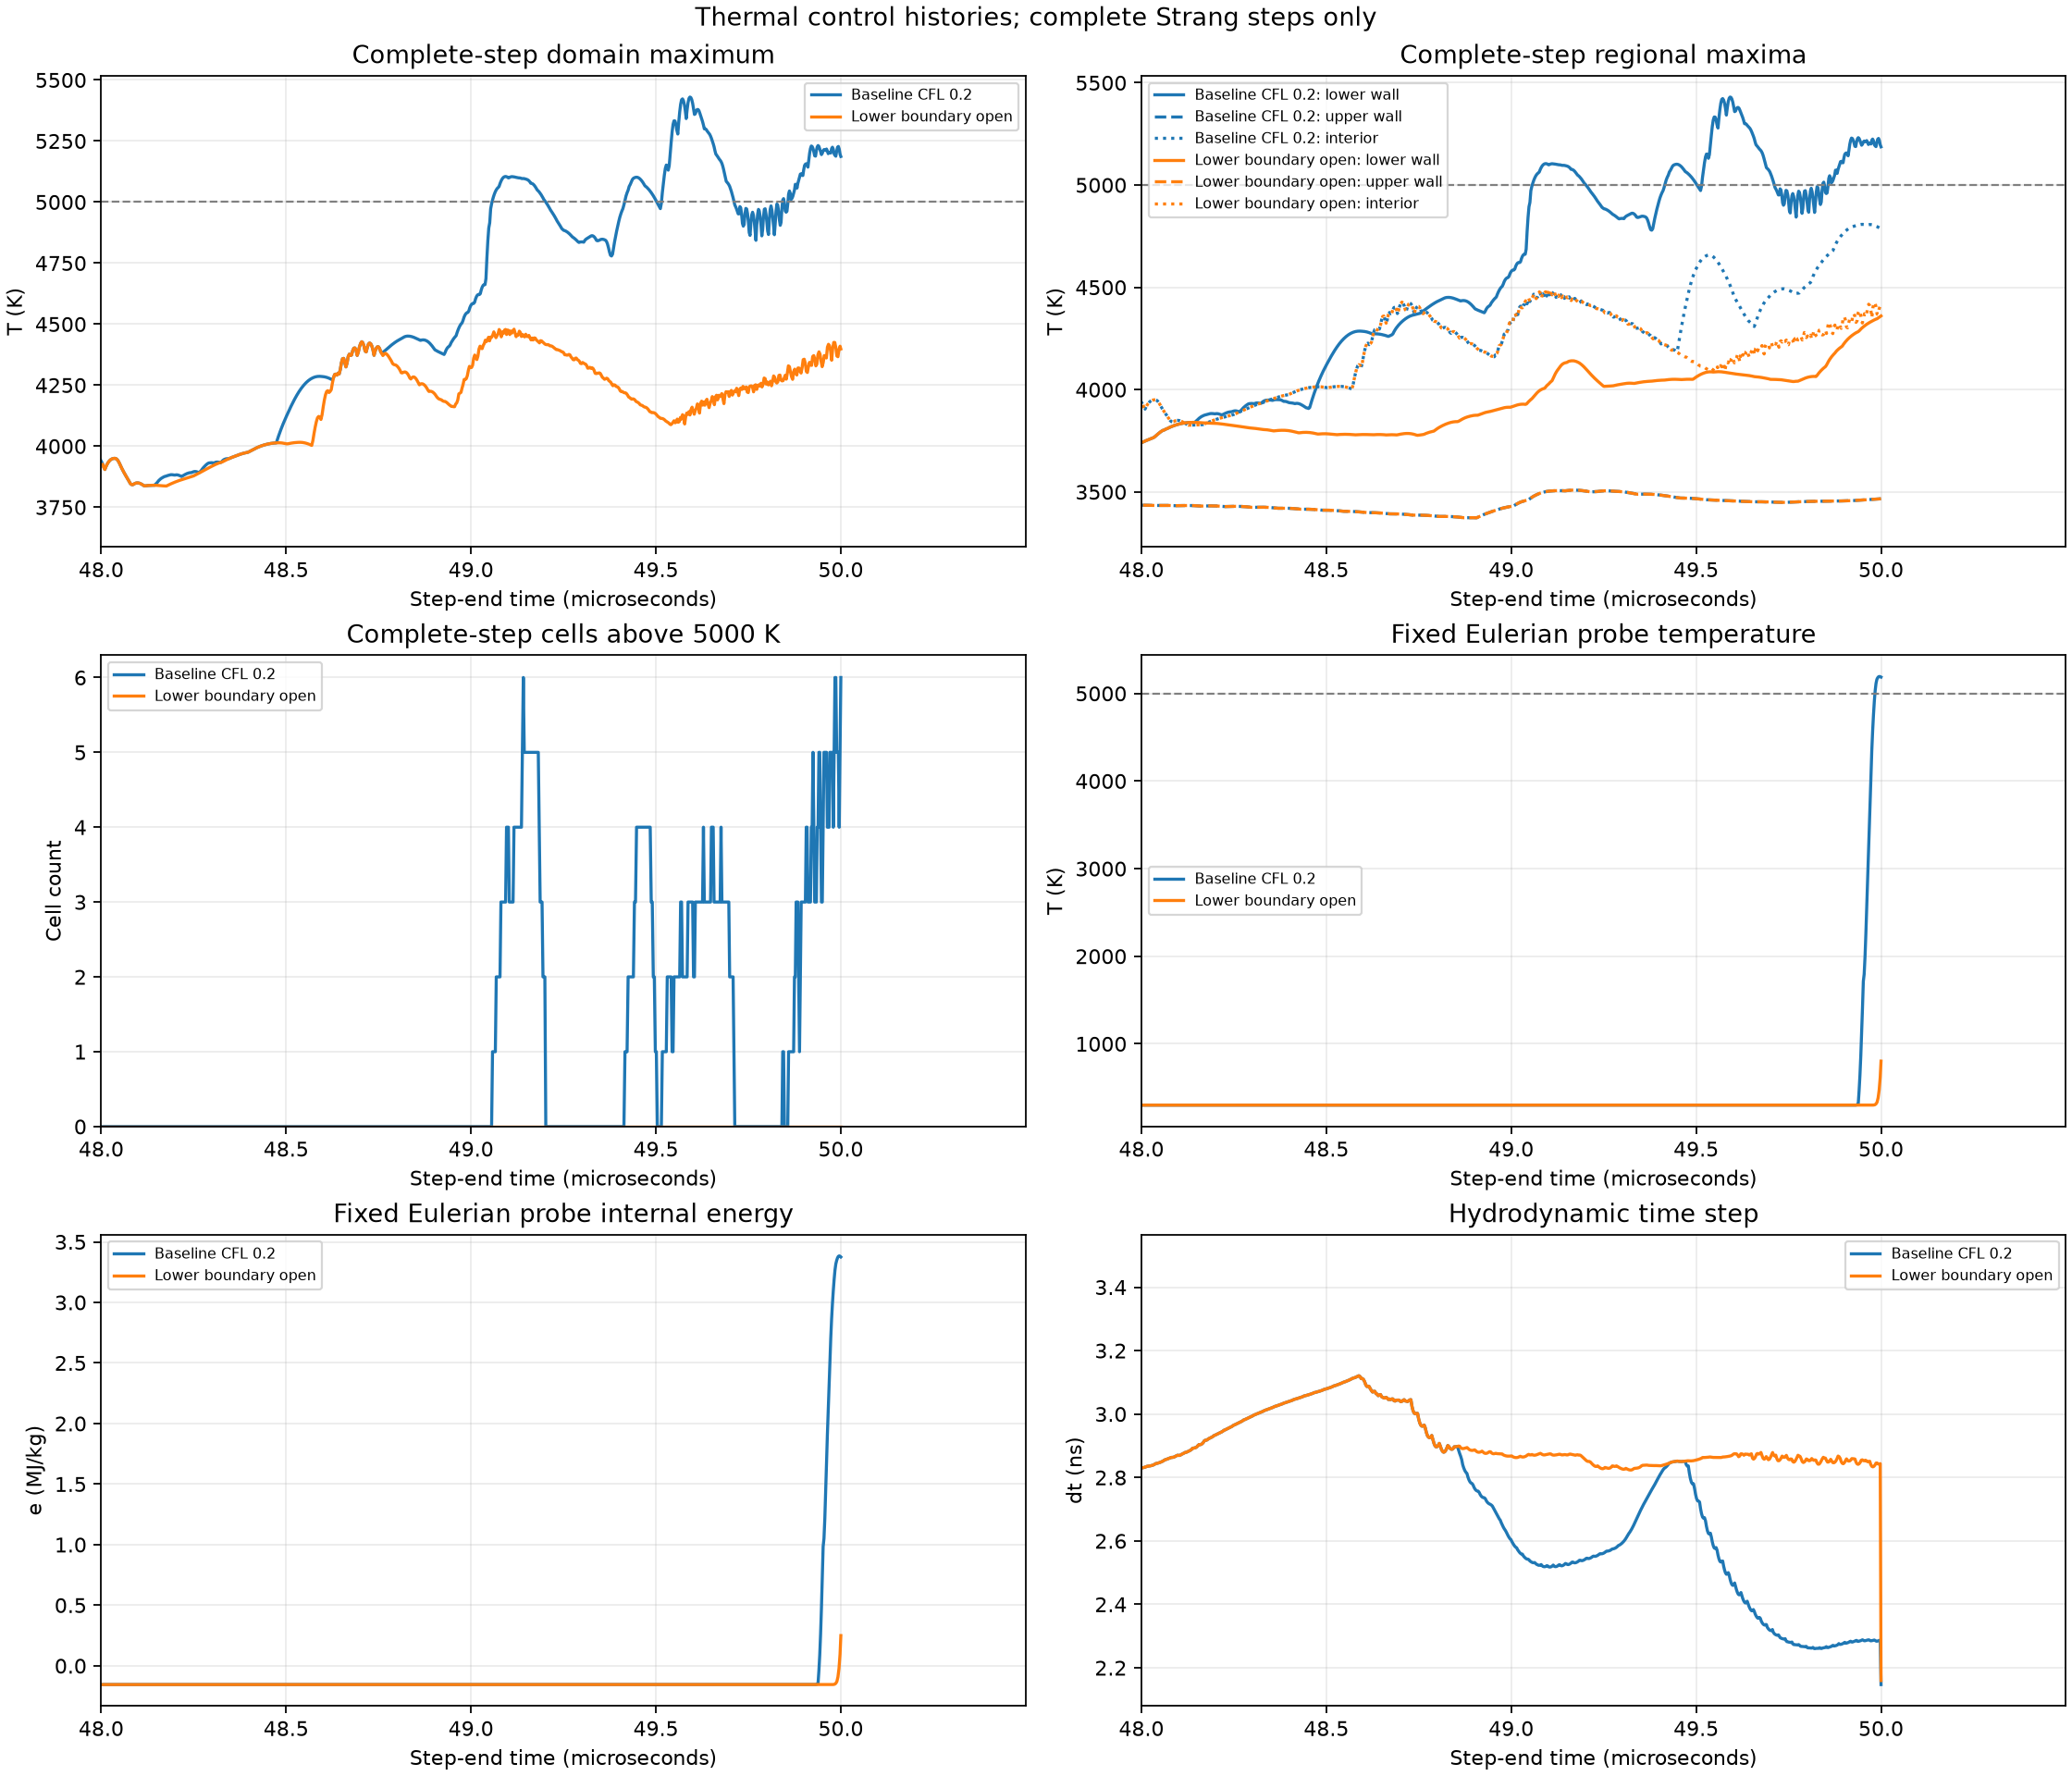 Thermal control histories; complete Strang steps only
Complete-step domain maximum
5500
5250
5000
4750
4500
4250
4000
3750
T (K)
Baseline CFL 0.2
Lower boundary open
48.0
48.5
49.0
49.5
50.0
Step-end time (microseconds)
Complete-step regional maxima
5500
5000
4500
4000
3500
T (K)
Baseline CFL 0.2: lower wall
Baseline CFL 0.2: upper wall
Baseline CFL 0.2: interior
Lower boundary open: lower wall
Lower boundary open: upper wall
Lower boundary open: interior
48.0
48.5
49.0
49.5
50.0
Step-end time (microseconds)
Complete-step cells above 5000 K
6
5
4
3
2
1
0
Cell count
Baseline CFL 0.2
Lower boundary open
48.0
48.5
49.0
49.5
50.0
Step-end time (microseconds)
Fixed Eulerian probe temperature
5000
4000
3000
2000
1000
T (K)
Baseline CFL 0.2
Lower boundary open
48.0
48.5
49.0
49.5
50.0
Step-end time (microseconds)
Fixed Eulerian probe internal energy
3.5
3.0
2.5
2.0
1.5
1.0
0.5
0.0
e (MJ/kg)
Baseline CFL 0.2
Lower boundary open
48.0
48.5
49.0
49.5
50.0
Step-end time (microseconds)
Hydrodynamic time step
3.4
3.2
3.0
2.8
2.6
2.4
2.2
dt (ns)
Baseline CFL 0.2
Lower boundary open
48.0
48.5
49.0
49.5
50.0
Step-end time (microseconds)